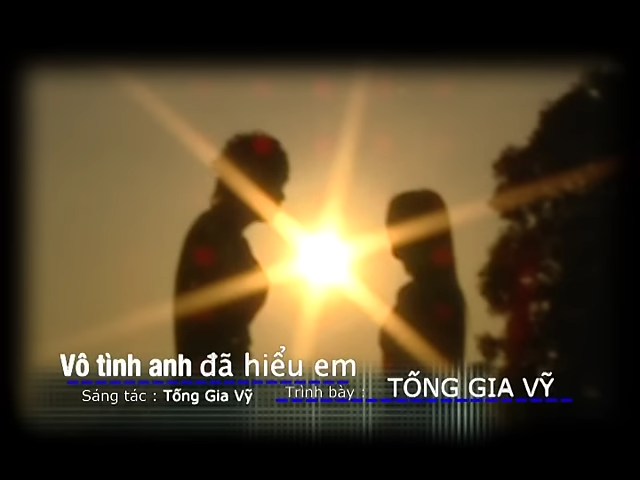 Vô tình anh đã hiểu em
Sáng tác : Tống Gia Vỹ
Trình bày :
TỐNG GIA VỸ